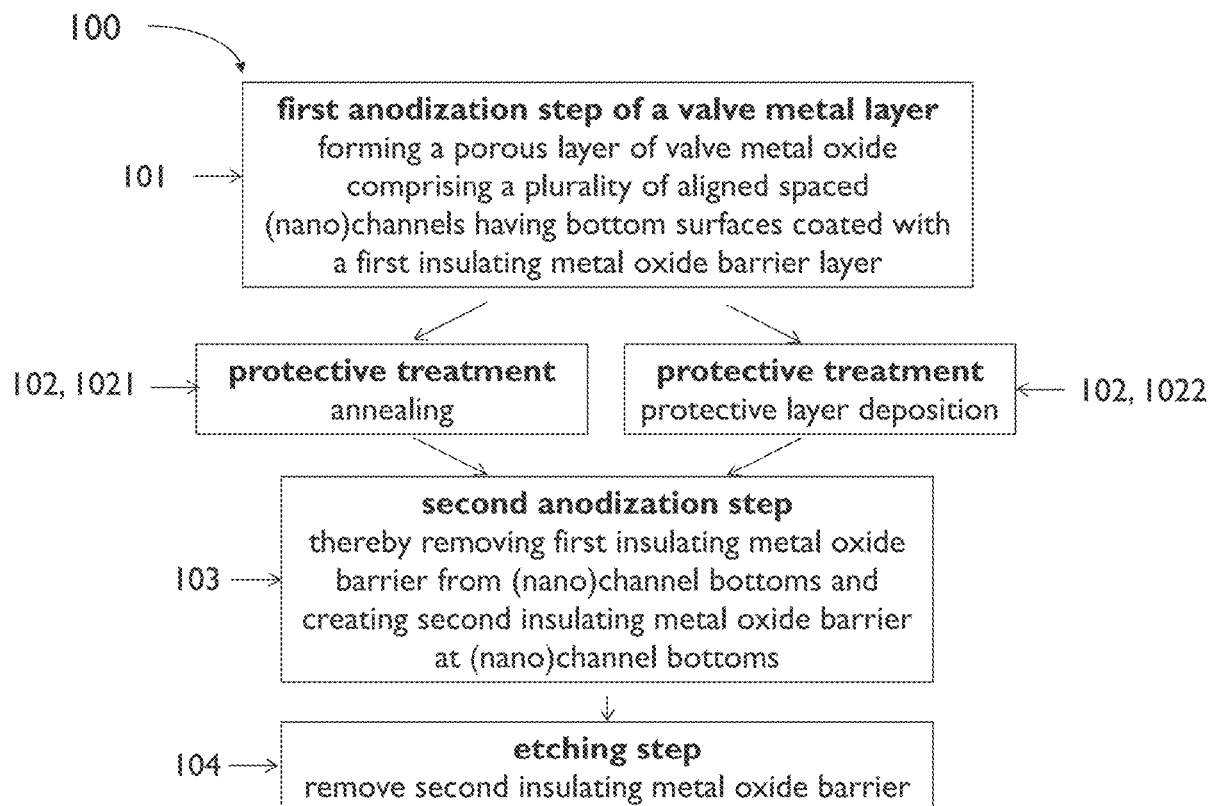 100
first anodization step of a valve metal layer
forming a porous layer of valve metal oxide
101
comprising a plurality of aligned spaced
(nano)channels having bottom surfaces coated with
a first insulating metal oxide barrier layer
102, 1021
protective treatment
annealing
protective treatment
protective layer deposition
102, 1022
second anodization step
thereby removing first insulating metal oxide
103
barrier from (nano)channel bottoms and
creating second insulating metal oxide barrier
at (nano)channel bottoms
etching step
104
remove second insulating metal oxide barrier